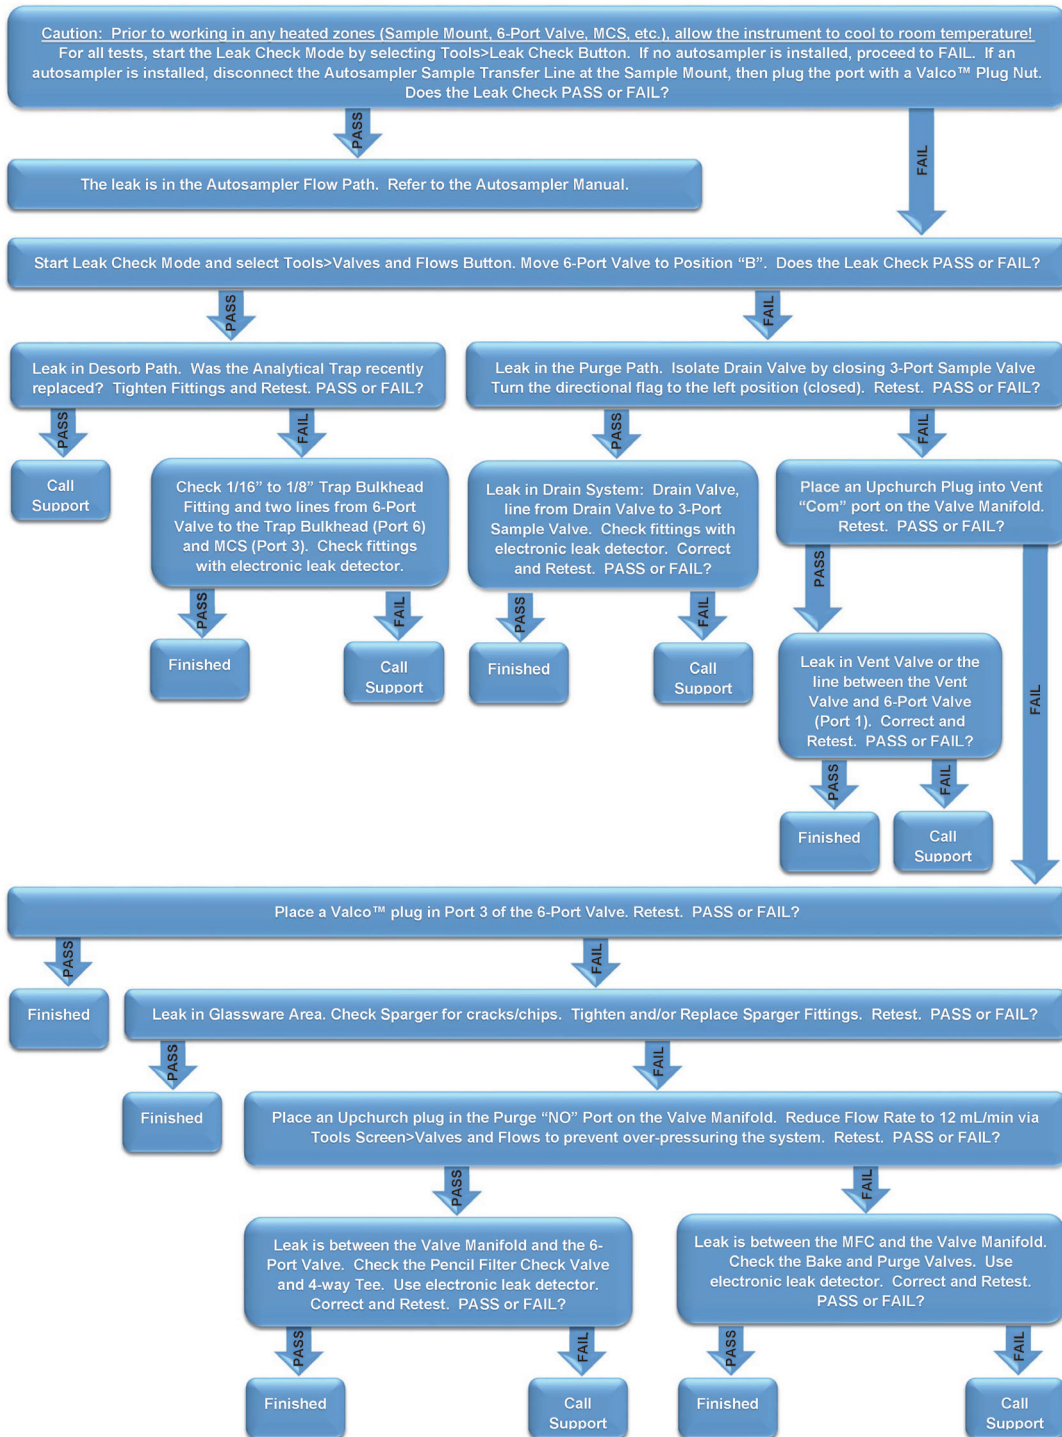 Caution:  Prior to working in any heated zones (Sample Mount, 6-Port Valve, MCS, etc.), allow the instrument to cool to room temperature!
For all tests, start the Leak Check Mode by selecting Tools>Leak Check Button.  If no autosampler is installed, proceed to FAIL.  If an
autosampler is installed, disconnect the Autosampler Sample Transfer Line at the Sample Mount, then plug the port with a Valco™ Plug Nut.
Does the Leak Check PASS or FAIL?
PASS
FAIL
The leak is in the Autosampler Flow Path.  Refer to the Autosampler Manual.
Start Leak Check Mode and select Tools>Valves and Flows Button. Move 6-Port Valve to Position “B”.  Does the Leak Check PASS or FAIL?
PASS
FAIL
Leak in Desorb Path.  Was the Analytical Trap recently
replaced?  Tighten Fittings and Retest. PASS or FAIL?
Leak in the Purge Path.  Isolate Drain Valve by closing 3-Port Sample Valve
Turn the directional flag to the left position (closed).  Retest.  PASS or FAIL?
PASS
FAIL
PASS
FAIL
Call
Support
Check 1/16” to 1/8” Trap Bulkhead
Fitting and two lines from 6-Port
Valve to the Trap Bulkhead (Port 6)
and MCS (Port 3).  Check fittings
with electronic leak detector.
Leak in Drain System:  Drain Valve,
line from Drain Valve to 3-Port
Sample Valve.  Check fittings with
electronic leak detector.  Correct
and Retest.  PASS or FAIL?
Place an Upchurch Plug into Vent
“Com” port on the Valve Manifold.
Retest.  PASS or FAIL?
PASS
FAIL
PASS
FAIL
PASS
FAIL
Finished
Call
Support
Finished
Call
Support
Leak in Vent Valve or the
line between the Vent
Valve and 6-Port Valve
(Port 1).  Correct and
Retest.  PASS or FAIL?
PASS
FAIL
Finished
Call
Support
Place a Valco™ plug in Port 3 of the 6-Port Valve. Retest.  PASS or FAIL?
PASS
FAIL
Finished
Leak in Glassware Area. Check Sparger for cracks/chips.  Tighten and/or Replace Sparger Fittings.  Retest.  PASS or FAIL?
PASS
FAIL
Finished
Place an Upchurch plug in the Purge “NO” Port on the Valve Manifold.  Reduce Flow Rate to 12 mL/min via
Tools Screen>Valves and Flows to prevent over-pressuring the system.  Retest.  PASS or FAIL?
PASS
FAIL
Leak is between the Valve Manifold and the 6-
Port Valve.  Check the Pencil Filter Check Valve
and 4-way Tee.  Use electronic leak detector.
Correct and Retest.  PASS or FAIL?
Leak is between the MFC and the Valve Manifold.
Check the Bake and Purge Valves.  Use
electronic leak detector.  Correct and Retest.
PASS or FAIL?
PASS
FAIL
PASS
FAIL
Finished
Call
Support
Finished
Call
Support